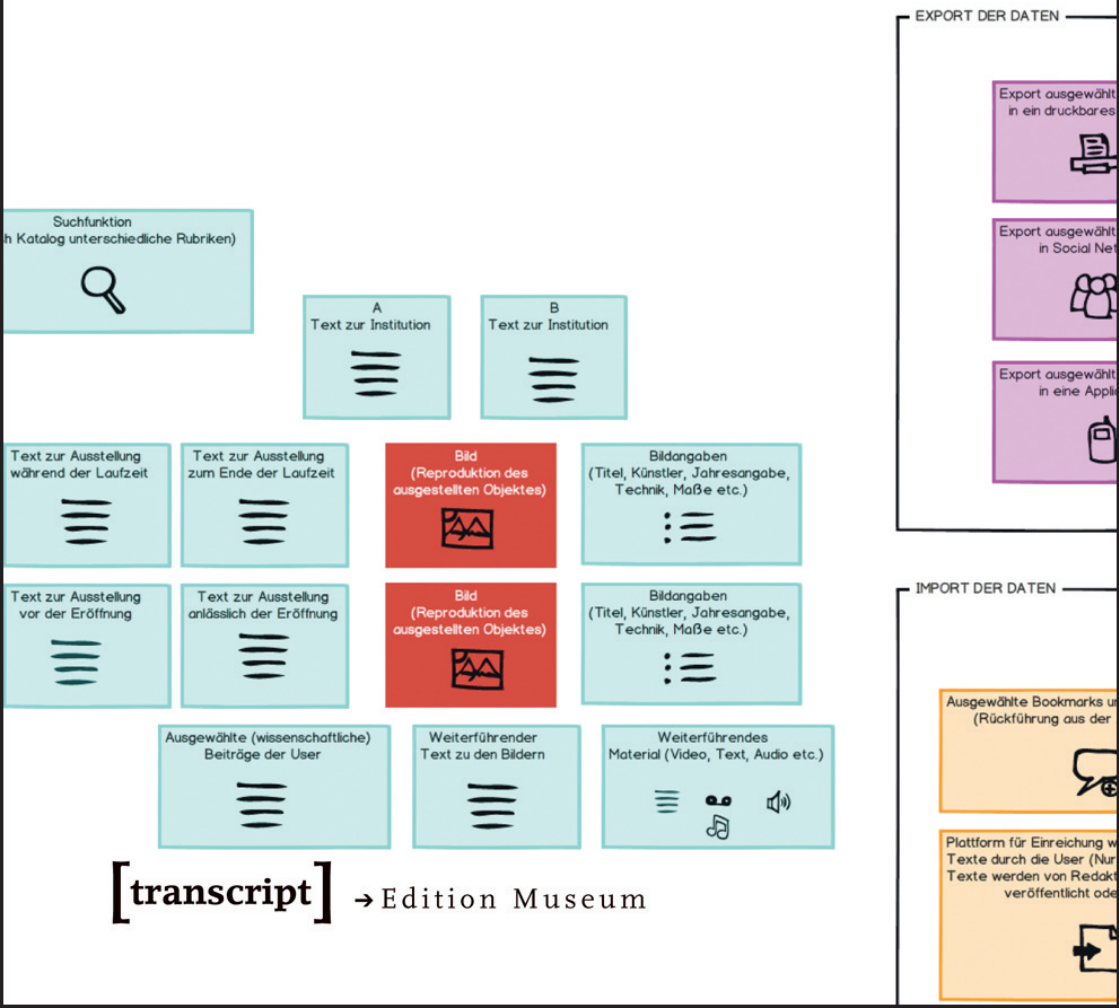 EXPORT DER DATEN
Export ausgewählt
in ein druckbares
Suchfunktion
h Katalog unterschiedliche Rubriken)
Export ausgewählt
in Social Net
A
Text zur Institution
B
Text zur Institution
Export ausgewählt
in eine Appli
Text zur Ausstellung
während der Laufzeit
Text zur Ausstellung
zum Ende der Laufzeit
Bild
(Reproduktion des
ausgestellten Objektes)
Bildangaben
(Titel, Künstler, Jahresangabe,
Technik, Maße etc.)
IMPORT DER DATEN
Text zur Ausstellung
vor der Eröffnung
Text zur Ausstellung
anlässlich der Eröffnung
Bild
(Reproduktion des
ausgestellten Objektes)
Bildangaben
(Titel, Künstler, Jahresangabe,
Technik, Maße etc.)
Ausgewählte Bookmarks u
(Rückführung aus der
Ausgewählte (wissenschaftliche)
Beiträge der User
Weiterführender
Text zu den Bildern
Weiterführendes
Material (Video, Text, Audio etc.)
Plattform für Einreichung w
Texte durch die User (Nur
Texte werden von Redakt
veröffentlicht ode
[transcript] → Edition Museum